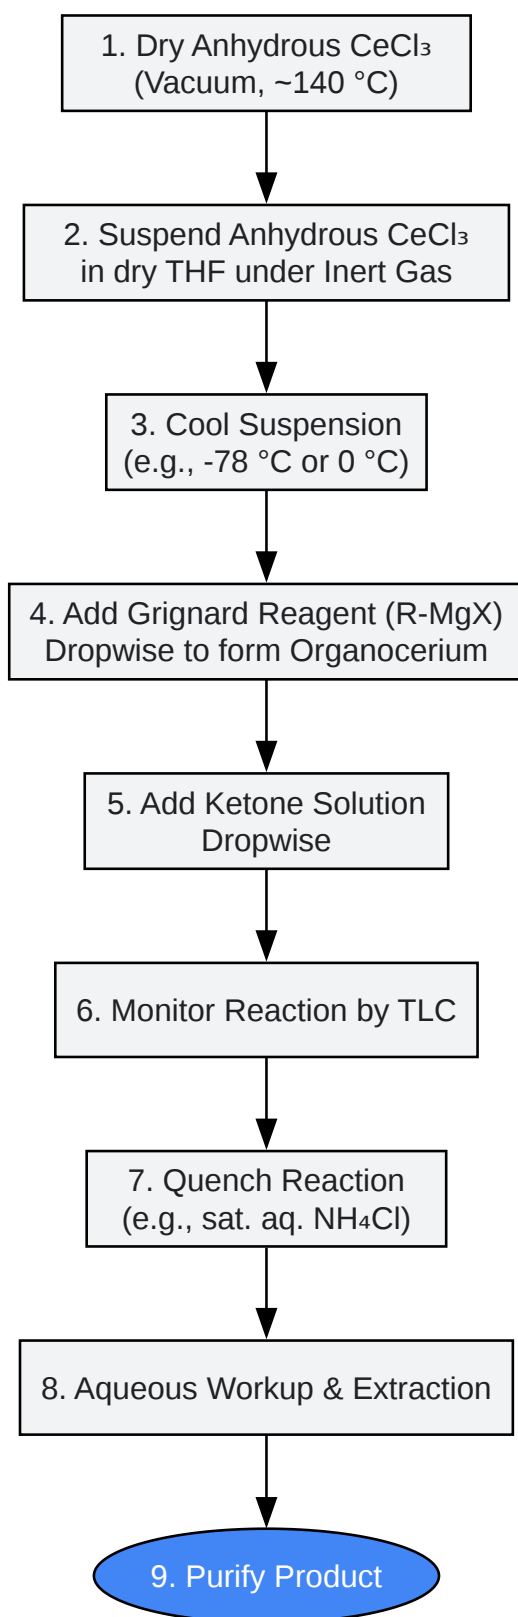 1. Dry Anhydrous CeCl₃
(Vacuum, ~140 °C)
2. Suspend Anhydrous CeCl₃
in dry THF under Inert Gas
3. Cool Suspension
(e.g., -78 °C or 0 °C)
4. Add Grignard Reagent (R-MgX)
Dropwise to form Organocerium
5. Add Ketone Solution
Dropwise
6. Monitor Reaction by TLC
7. Quench Reaction
(e.g., sat. aq. NH₄Cl)
8. Aqueous Workup & Extraction
9. Purify Product